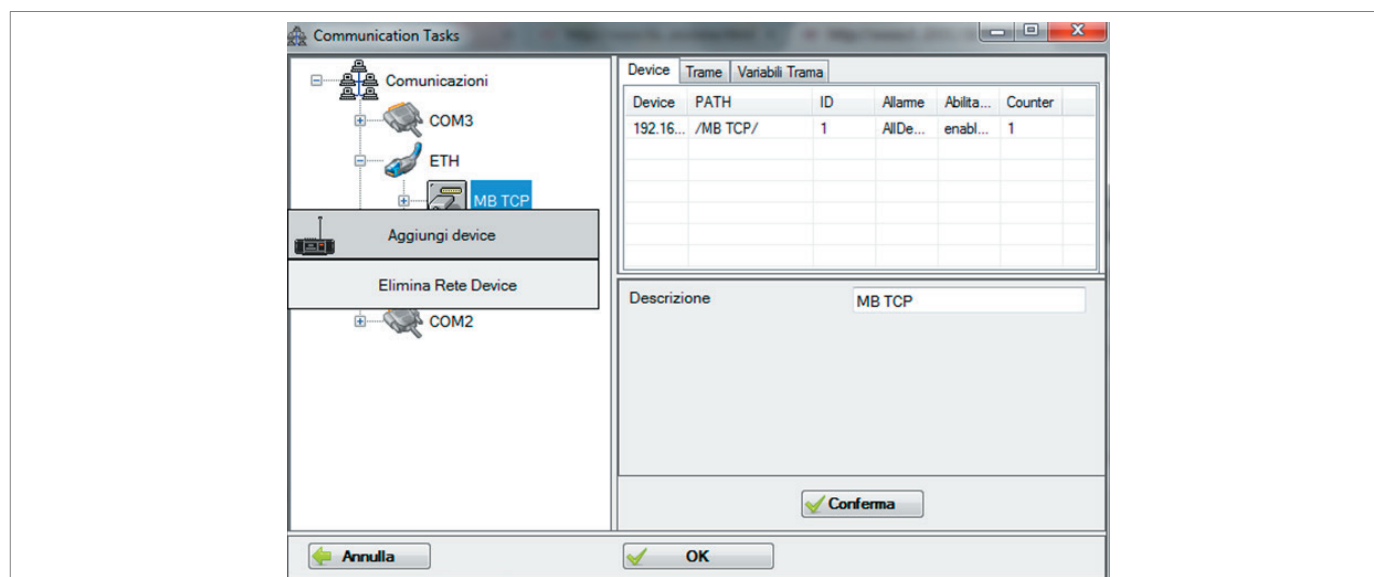 Communication Tasks
Comunicazioni
COM3
ETH
MB TCP
Aggiungi device
Elimina Rete Device
COM2
Device Trame Variabili Trama
Device PATH ID Allarme Abilita... Counter
192.16... /MB TCP/ 1 AllDe... enabl... 1
Descrizione MB TCP
Conferma
Annulla OK